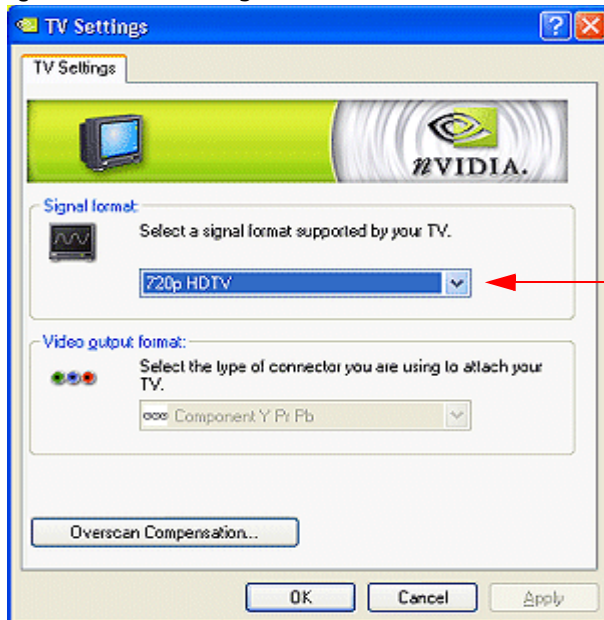 TV Settings
TV Settings
nVIDIA.
Signal format:
Select a signal format supported by your TV.
720p HDTV
Video output format:
Select the type of connector you are using to attach your
TV.
Component Y Pr Pb
Overscan Compensation...
OK Cancel Apply